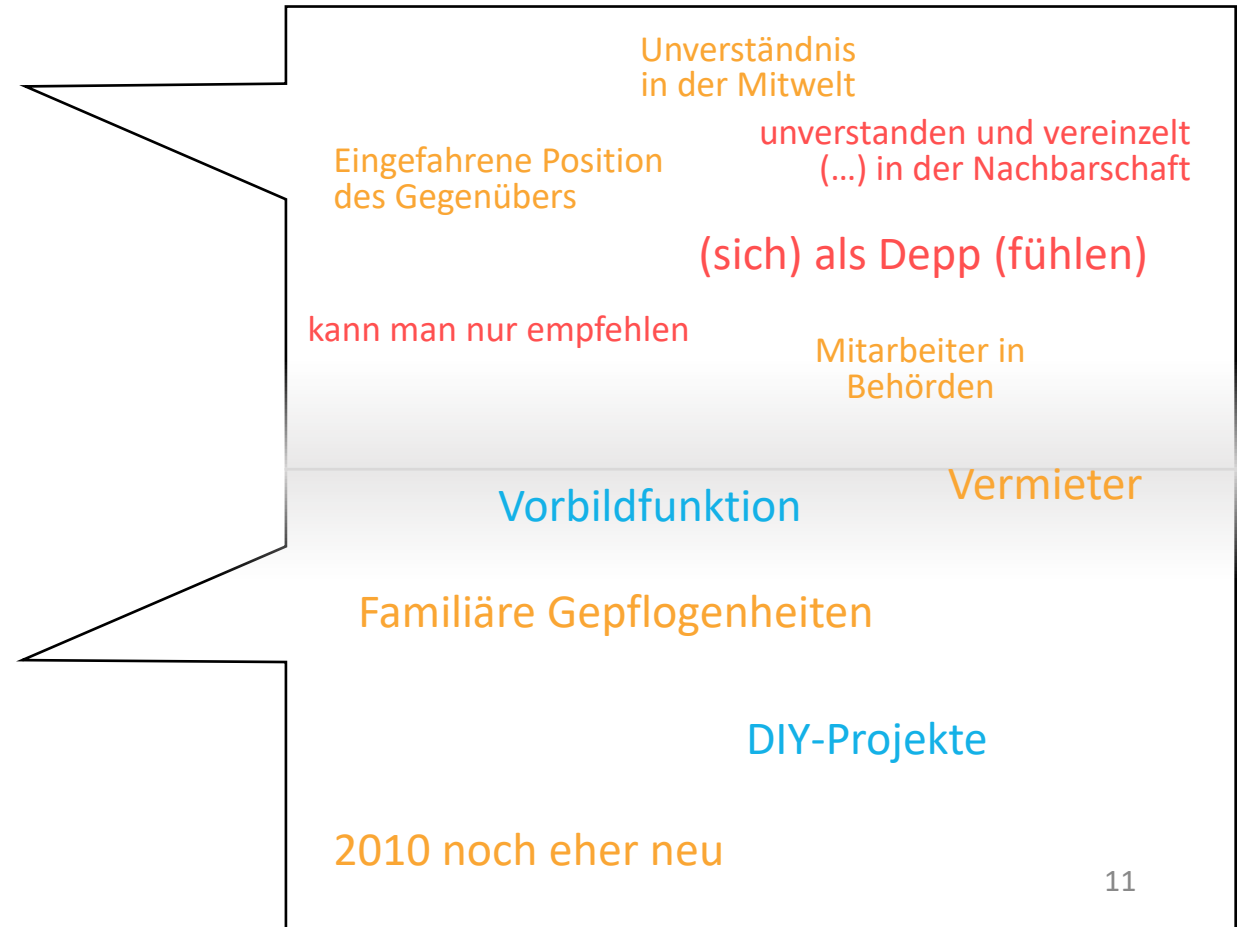 Unverständnis
in der Mitwelt
unverstanden und vereinzelt
(…) in der Nachbarschaft
Eingefahrene Position
des Gegenübers
(sich) als Depp (fühlen)
kann man nur empfehlen
Mitarbeiter in
Behörden
Vermieter
Vorbildfunktion
Familiäre Gepflogenheiten
DIY-Projekte
2010 noch eher neu
11